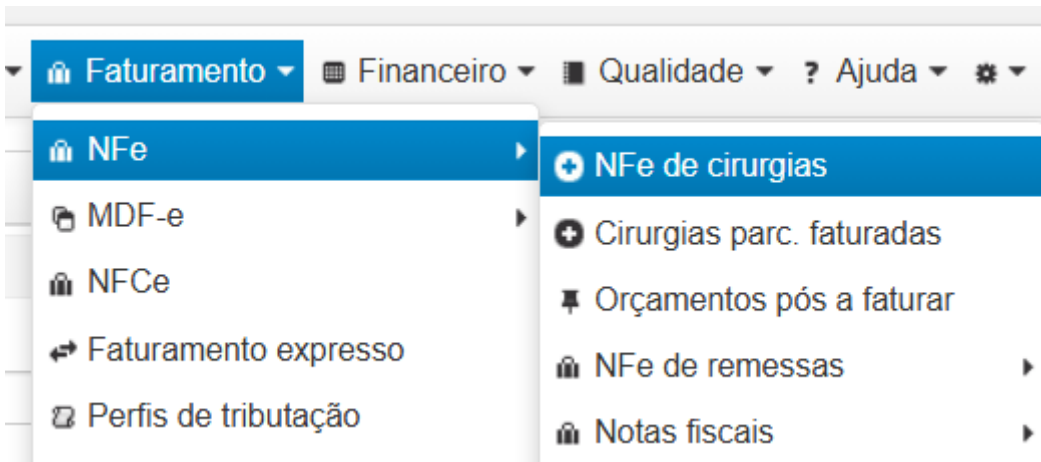 Faturamento Financeiro Qualidade ? Ajuda
NFe
MDF-e
NFCe
Faturamento expresso
Perfis de tributação
NFe de cirurgias
Cirurgias parc. faturadas
Orçamentos pós a faturar
NFe de remessas
Notas fiscais